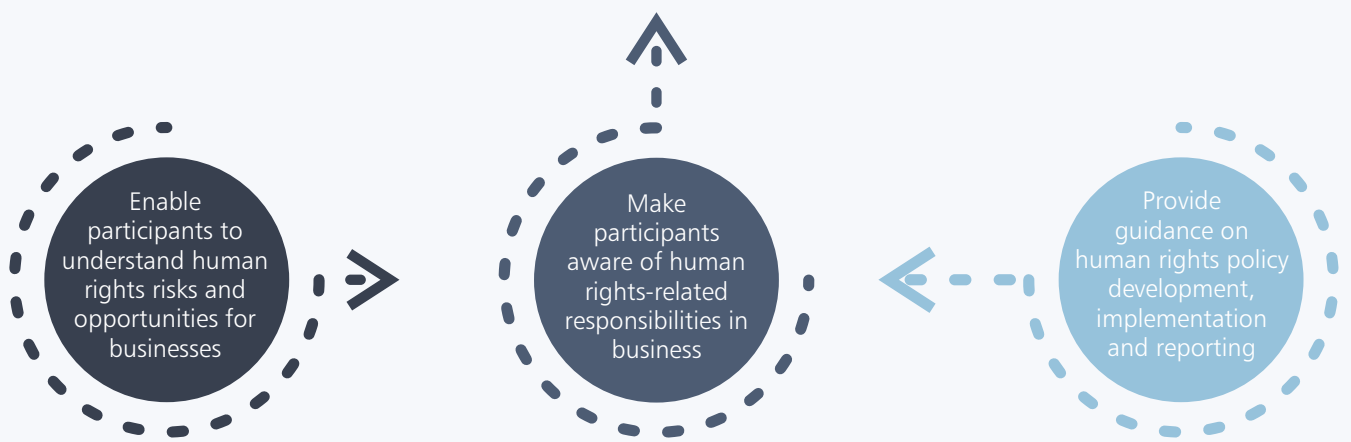 Enable
participants to
understand human
rights risks and
opportunities for
businesses
Make
participants
aware of human
rights-related
responsibilities in
business
Provide
guidance on
human rights policy
development,
implementation
and reporting